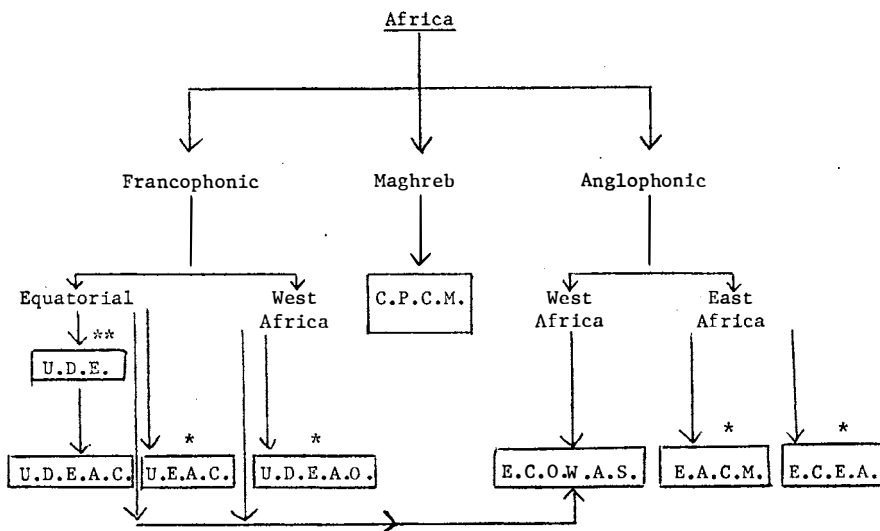 Africa
Francophonic Maghreb Anglophonic
Equatorial West Africa C.P.C.M. West Africa East Africa
**
U.D.E.
* * * *
U.D.E.A.C. U.E.A.C. U.D.E.A.O. E.C.O.W.A.S. E.A.C.M. E.C.E.A.